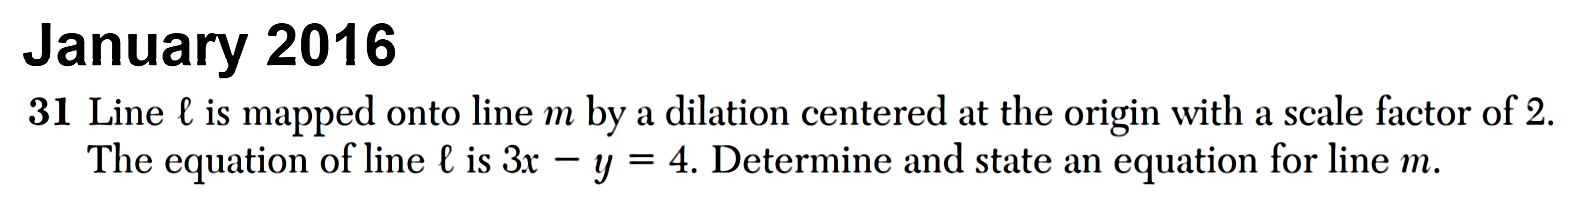 January 2016
31 Line ℓ is mapped onto line m by a dilation centered at the origin with a scale factor of 2.
The equation of line ℓ is 3x − y = 4. Determine and state an equation for line m.